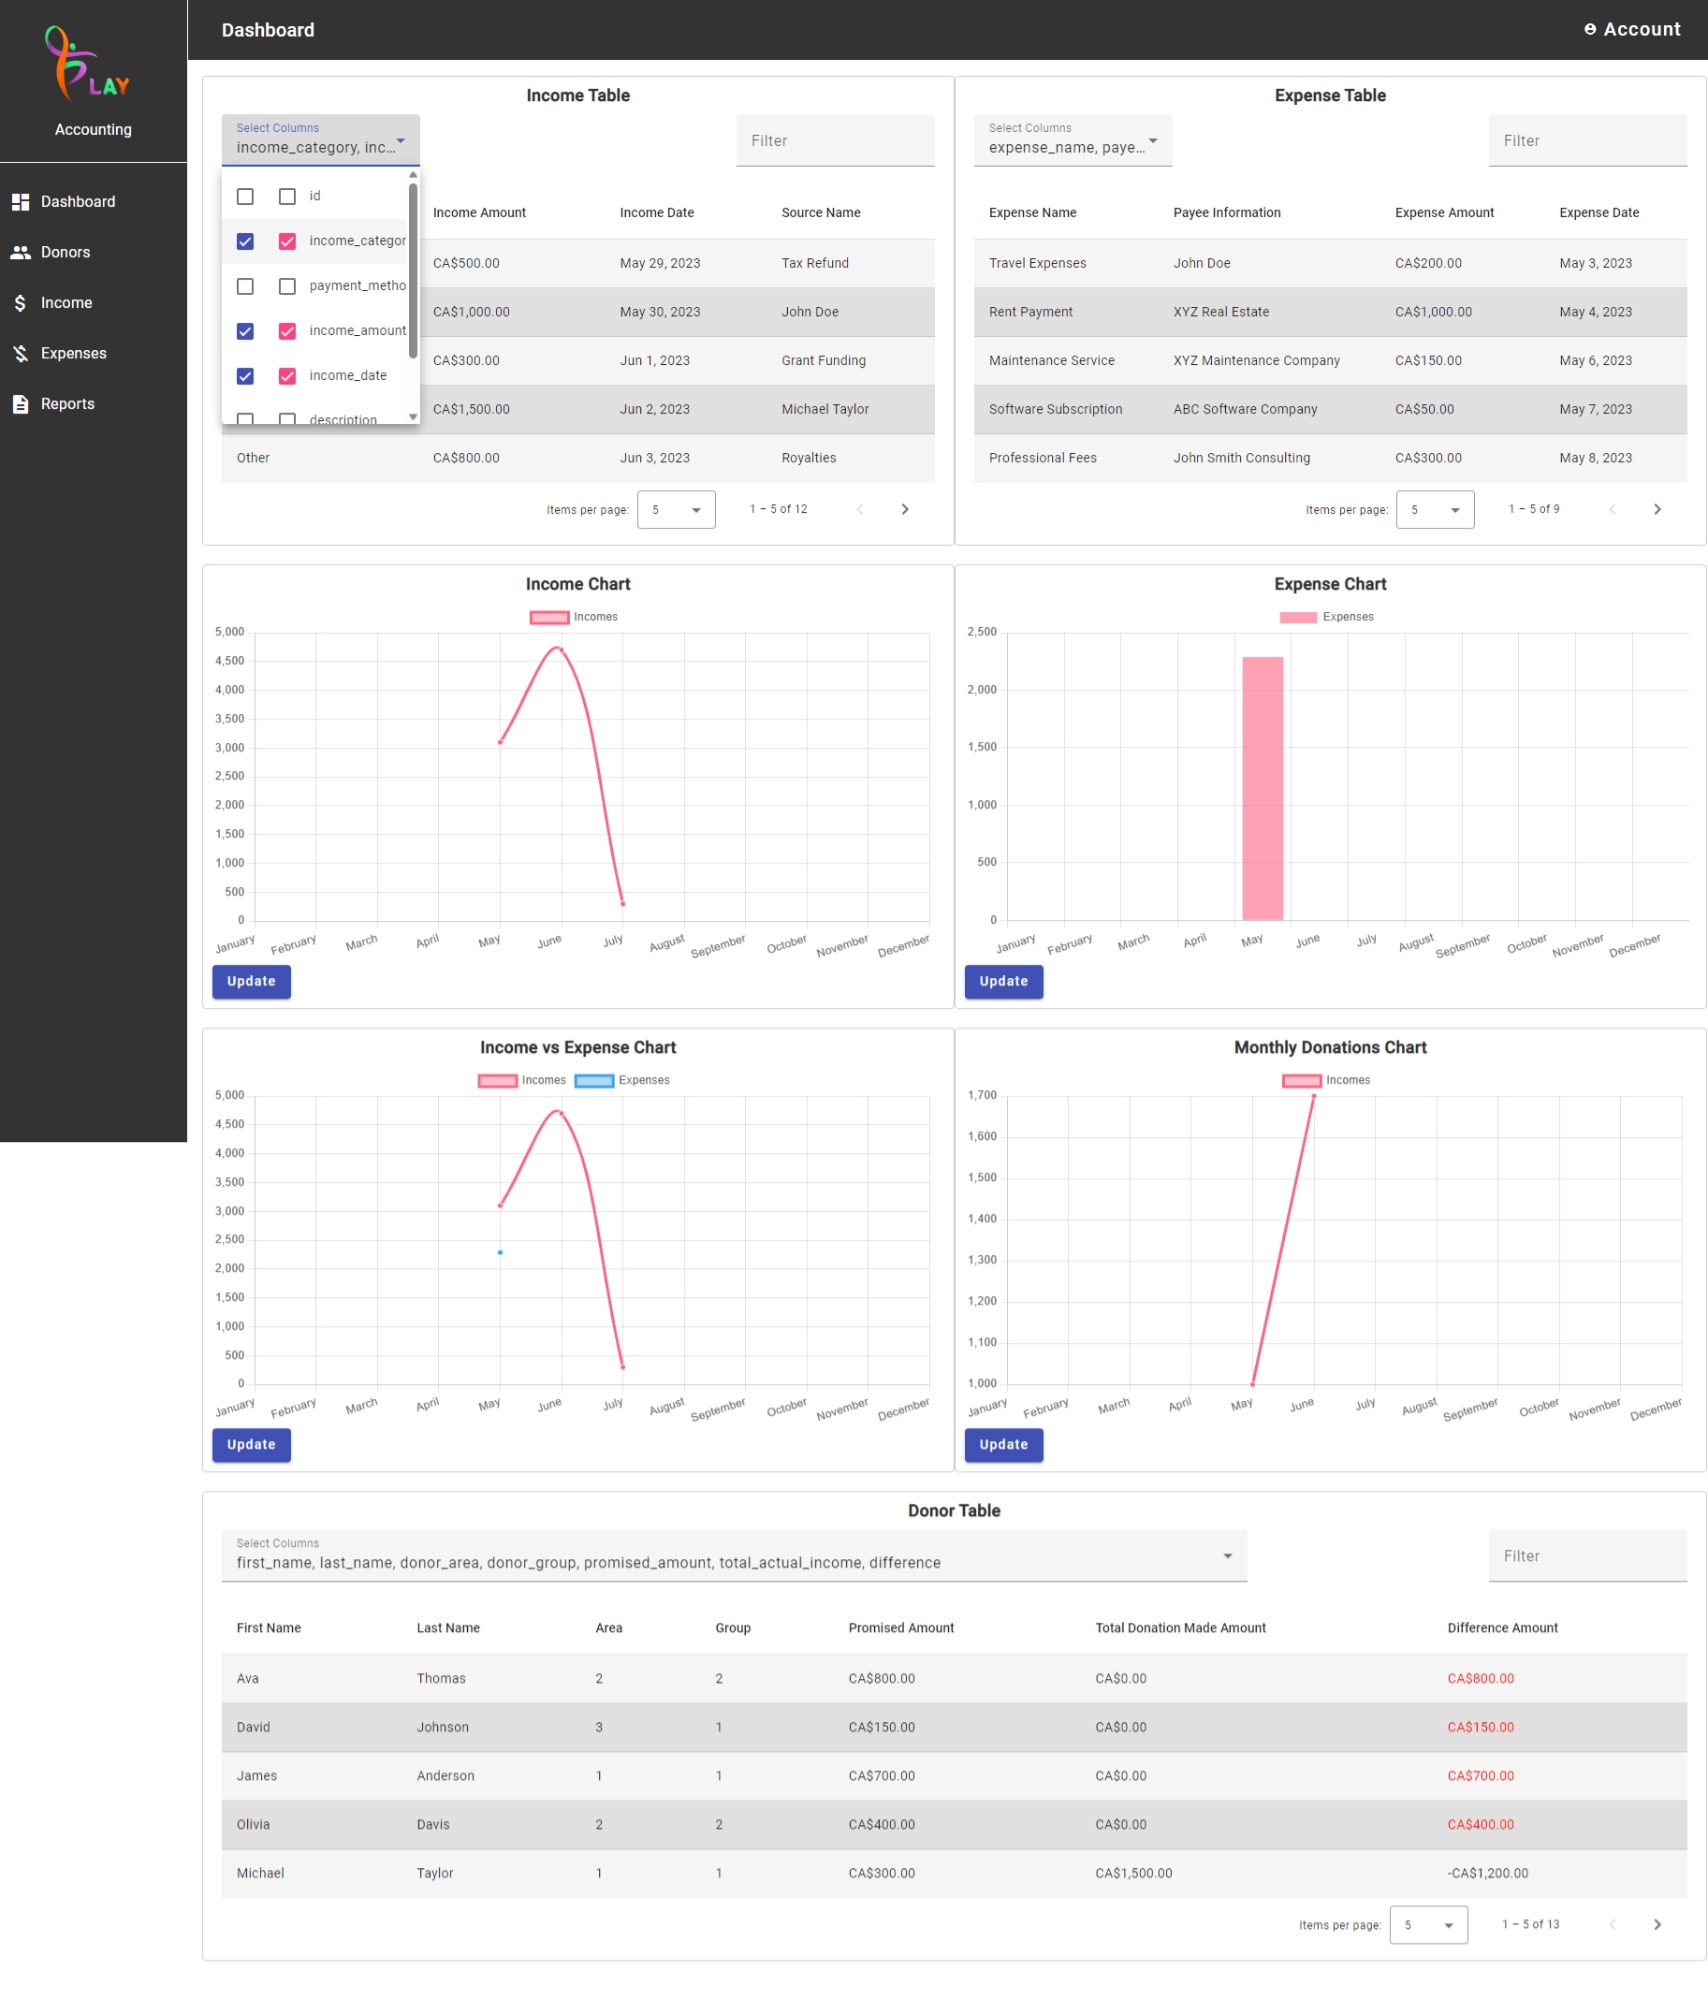 LAY
Accounting
Dashboard
Donors
Income
Expenses
Reports
Dashboard
Account
Income Table
Select Columns
income_category, inc...
Filter
id
income_categor
payment_metho
income_amount
income_date
description
Income Amount Income Date Source Name
CA$500.00 May 29, 2023 Tax Refund
CA$1,000.00 May 30, 2023 John Doe
CA$300.00 Jun 1, 2023 Grant Funding
CA$1,500.00 Jun 2, 2023 Michael Taylor
Other CA$800.00 Jun 3, 2023 Royalties
Items per page: 5 1 – 5 of 12
Expense Table
Select Columns
expense_name, paye...
Filter
Expense Name Payee Information Expense Amount Expense Date
Travel Expenses John Doe CA$200.00 May 3, 2023
Rent Payment XYZ Real Estate CA$1,000.00 May 4, 2023
Maintenance Service XYZ Maintenance Company CA$150.00 May 6, 2023
Software Subscription ABC Software Company CA$50.00 May 7, 2023
Professional Fees John Smith Consulting CA$300.00 May 8, 2023
Items per page: 5 1 – 5 of 9
Income Chart
Incomes
5,000
4,500
4,000
3,500
3,000
2,500
2,000
1,500
1,000
500
0
January February March April May June July August September October November December
Update
Expense Chart
Expenses
2,500
2,000
1,500
1,000
500
0
January February March April May June July August September October November December
Update
Income vs Expense Chart
Incomes Expenses
5,000
4,500
4,000
3,500
3,000
2,500
2,000
1,500
1,000
500
0
January February March April May June July August September October November December
Update
Monthly Donations Chart
Incomes
1,700
1,600
1,500
1,400
1,300
1,200
1,100
1,000
January February March April May June July August September October November December
Update
Donor Table
Select Columns
first_name, last_name, donor_area, donor_group, promised_amount, total_actual_income, difference
Filter
First Name Last Name Area Group Promised Amount Total Donation Made Amount Difference Amount
Ava Thomas 2 2 CA$800.00 CA$0.00 CA$800.00
David Johnson 3 1 CA$150.00 CA$0.00 CA$150.00
James Anderson 1 1 CA$700.00 CA$0.00 CA$700.00
Olivia Davis 2 2 CA$400.00 CA$0.00 CA$400.00
Michael Taylor 1 1 CA$300.00 CA$1,500.00 -CA$1,200.00
Items per page: 5 1 – 5 of 13